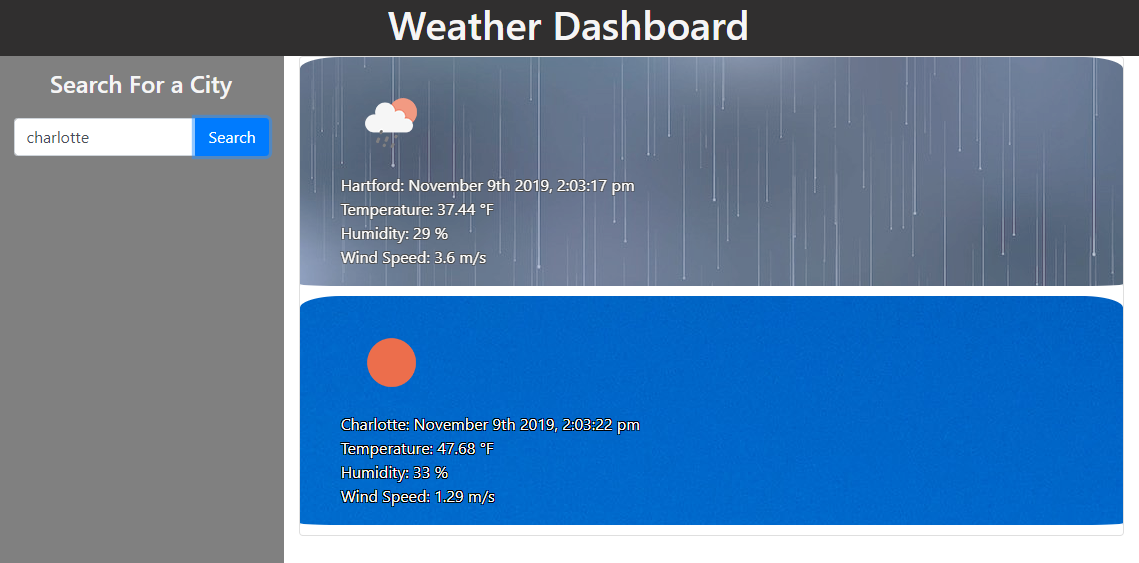 Weather Dashboard
Search For a City
charlotte
Search
Hartford: November 9th 2019, 2:03:17 pm
Temperature: 37.44 °F
Humidity: 29 %
Wind Speed: 3.6 m/s
Charlotte: November 9th 2019, 2:03:22 pm
Temperature: 47.68 °F
Humidity: 33 %
Wind Speed: 1.29 m/s